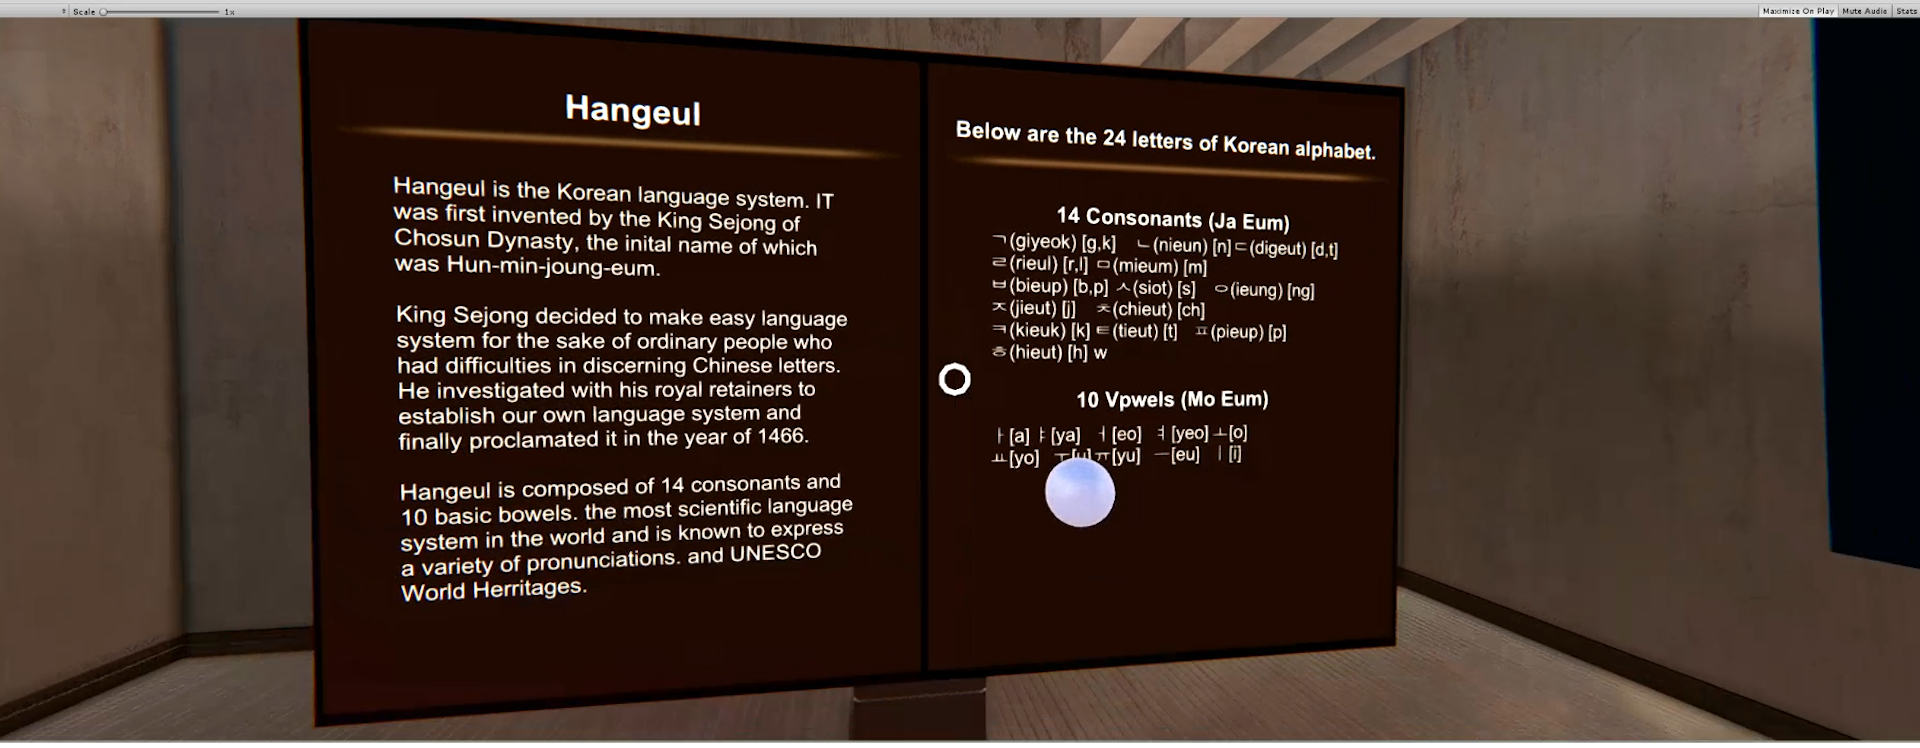 Scale 1x Maximize On Play Mute Audio Stats
Hangeul
Hangeul is the Korean language system. IT
was first invented by the King Sejong of
Chosun Dynasty, the inital name of which
was Hun-min-joung-eum.
King Sejong decided to make easy language
system for the sake of ordinary people who
had difficulties in discerning Chinese letters.
He investigated with his royal retainers to
establish our own language system and
finally proclamated it in the year of 1466.
Hangeul is composed of 14 consonants and
10 basic bowels. the most scientific language
system in the world and is known to express
a variety of pronunciations. and UNESCO
World Herritages.
Below are the 24 letters of Korean alphabet.
14 Consonants (Ja Eum)
ㄱ(giyeok) [g,k] ㄴ(nieun) [n]ㄷ(digeut) [d,t]
ㄹ(rieul) [r,l] ㅁ(mieum) [m]
ㅂ(bieup) [b,p] ㅅ(siot) [s] ㅇ(ieung) [ng]
ㅈ(jieut) [j] ㅊ(chieut) [ch]
ㅋ(kieuk) [k] ㅌ(tieut) [t] ㅍ(pieup) [p]
ㅎ(hieut) [h] w
10 Vpwels (Mo Eum)
ㅏ[a] ㅑ[ya] ㅓ[eo] ㅕ[yeo] ㅗ[o]
ㅛ[yo] ㅜ[u]ㅠ[yu] ㅡ[eu] ㅣ[i]